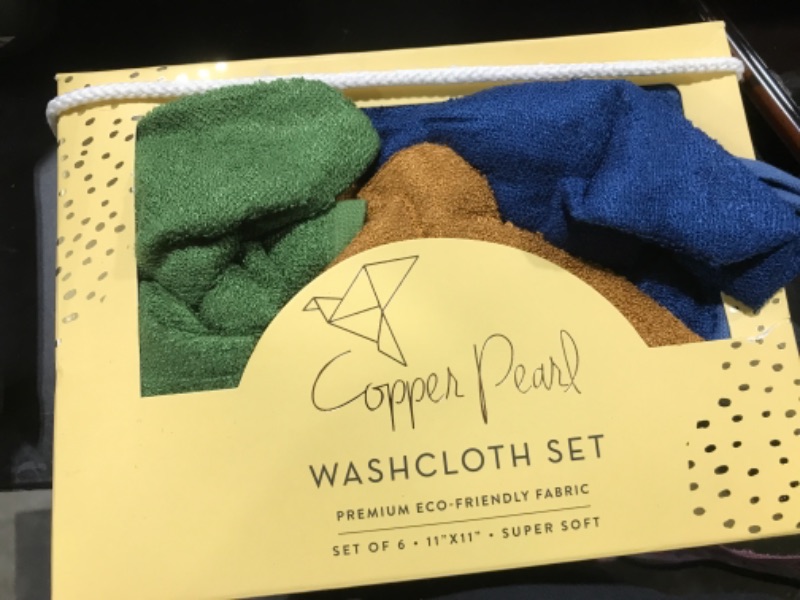 Copper Pearl
WASHCLOTH SET
PREMIUM ECO-FRIENDLY FABRIC
SET OF 6 • 11"X11" • SUPER SOFT